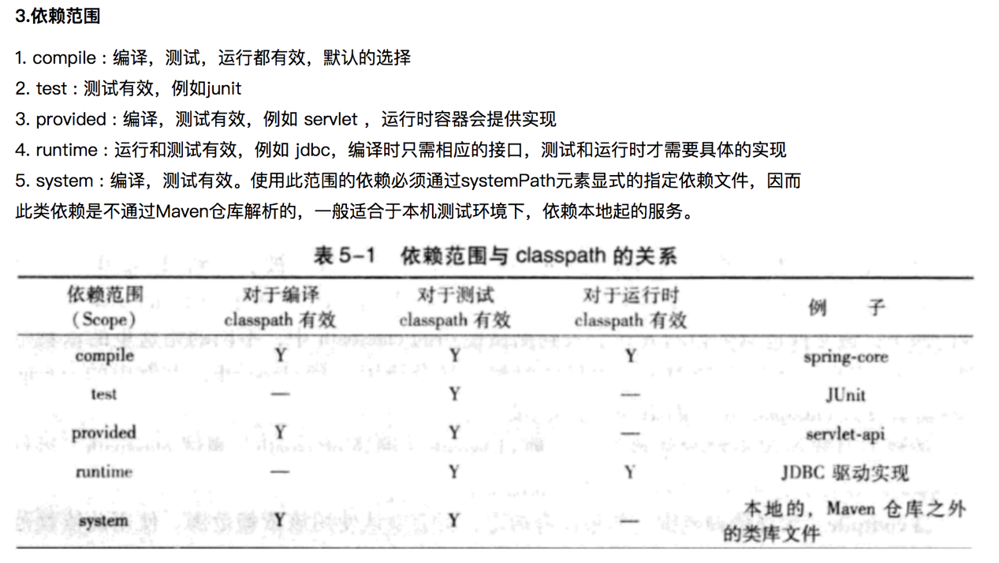 3.依赖范围
1. compile : 编译，测试，运行都有效，默认的选择
2. test : 测试有效，例如junit
3. provided : 编译，测试有效，例如 servlet ，运行时容器会提供实现
4. runtime : 运行和测试有效，例如 jdbc，编译时只需相应的接口，测试和运行时才需要具体的实现
5. system : 编译，测试有效。使用此范围的依赖必须通过systemPath元素显式的指定依赖文件，因而
此类依赖是不通过Maven仓库解析的，一般适合于本机测试环境下，依赖本地起的服务。
表 5-1 依赖范围与 classpath 的关系
依赖范围 对于编译 对于测试 对于运行时 例 子
（Scope） classpath 有效 classpath 有效 classpath 有效
compile Y Y Y spring-core
test — Y — JUnit
provided Y Y — servlet-api
runtime — Y Y JDBC 驱动实现
system Y Y — 本地的，Maven 仓库之外
的类库文件